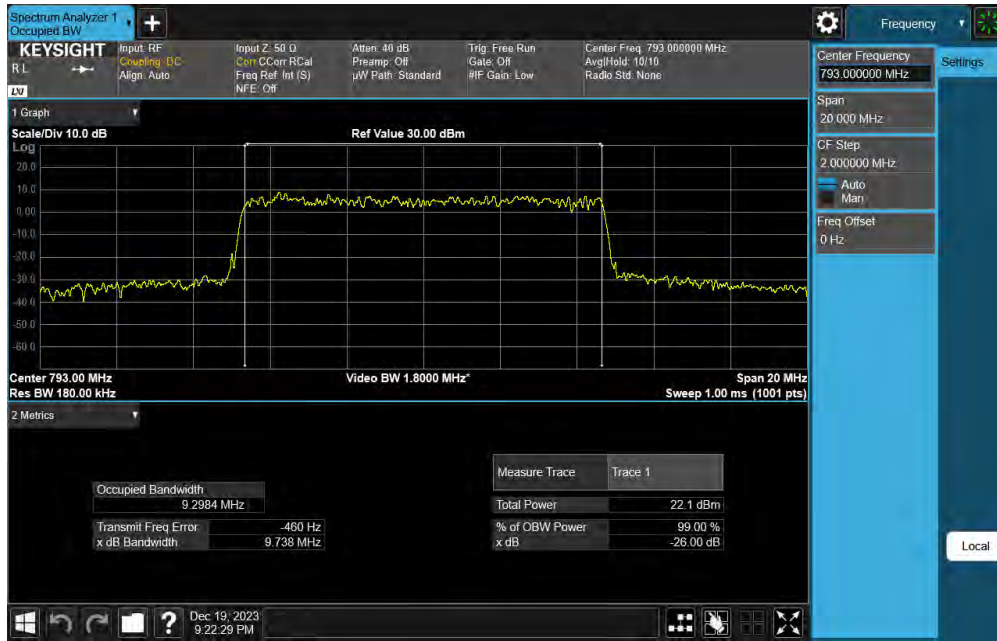 Spectrum Analyzer 1
Occupied BW
Frequency
KEYSIGHT
RL
LXI
Input: RF
Coupling: DC
Align: Auto
Input Z: 50 Ω
Corr CCorr RCal
Freq Ref: Int (S)
NFE: Off
Atten: 40 dB
Preamp: Off
µW Path: Standard
Trig: Free Run
Gate: Off
#IF Gain: Low
Center Freq: 793.000000 MHz
Avg|Hold: 10/10
Radio Std: None
Center Frequency
793.000000 MHz
Settings
Span
20.000 MHz
CF Step
2.000000 MHz
Auto
Man
Freq Offset
0 Hz
1 Graph
Scale/Div 10.0 dB
Ref Value 30.00 dBm
Log
20.0
10.0
0.00
-10.0
-20.0
-30.0
-40.0
-50.0
-60.0
Center 793.00 MHz
Video BW 1.8000 MHz*
Span 20 MHz
Res BW 180.00 kHz
Sweep 1.00 ms (1001 pts)
2 Metrics
Measure Trace
Trace 1
Occupied Bandwidth
9.2984 MHz
Total Power
22.1 dBm
Transmit Freq Error
-460 Hz
% of OBW Power
99.00 %
x dB Bandwidth
9.738 MHz
x dB
-26.00 dB
Local
?
Dec 19, 2023
9:22:29 PM